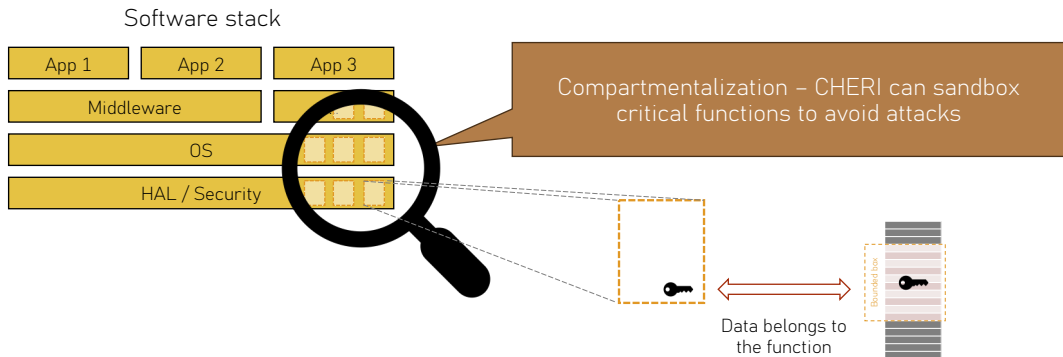 Software stack
App 1
App 2
App 3
Middleware
OS
HAL / Security
Compartmentalization – CHERI can sandbox
critical functions to avoid attacks
Bounded box
Data belongs to
the function